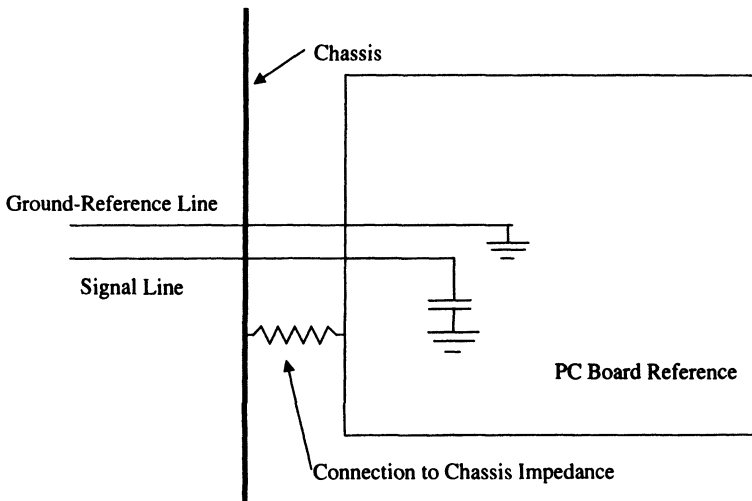 Chassis
Ground-Reference Line
Signal Line
PC Board Reference
Connection to Chassis Impedance